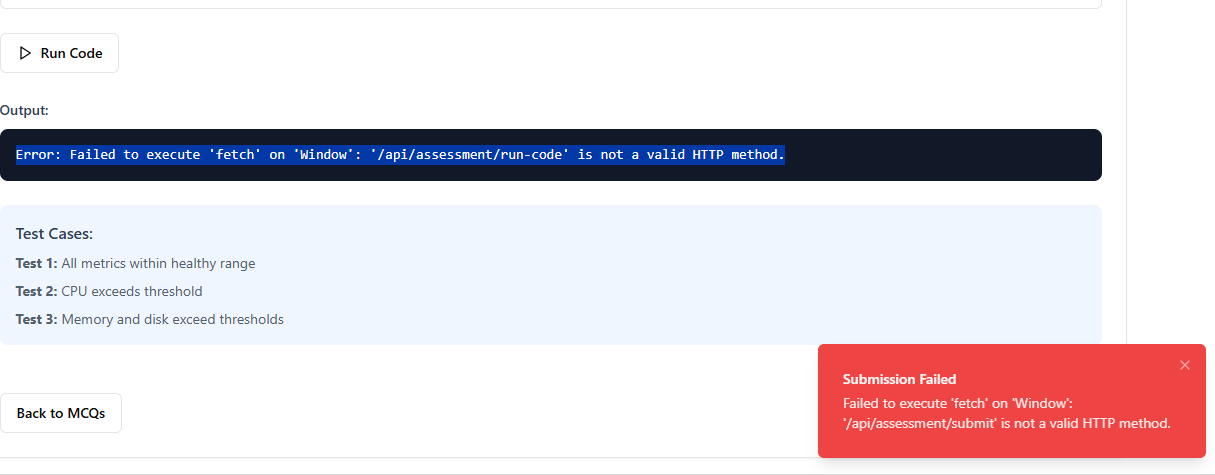 Run Code
Output:
Error: Failed to execute 'fetch' on 'Window': '/api/assessment/run-code' is not a valid HTTP method.
Test Cases:
Test 1: All metrics within healthy range
Test 2: CPU exceeds threshold
Test 3: Memory and disk exceed thresholds
Submission Failed
Failed to execute 'fetch' on 'Window':
'/api/assessment/submit' is not a valid HTTP method.
Back to MCQs